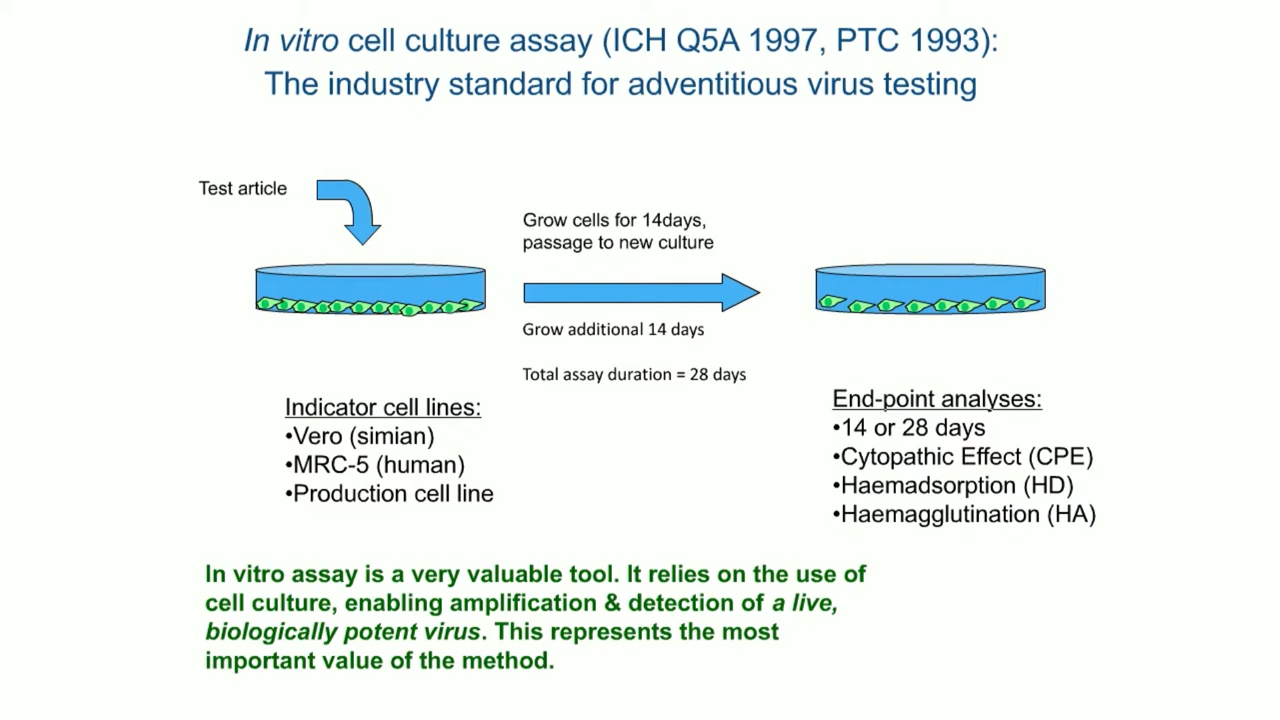 In vitro cell culture assay (ICH Q5A 1997, PTC 1993):
The industry standard for adventitious virus testing
Test article
Grow cells for 14days,
passage to new culture
Grow additional 14 days
Total assay duration = 28 days
Indicator cell lines:
•Vero (simian)
•MRC-5 (human)
•Production cell line
End-point analyses:
•14 or 28 days
•Cytopathic Effect (CPE)
•Haemadsorption (HD)
•Haemagglutination (HA)
In vitro assay is a very valuable tool. It relies on the use of
cell culture, enabling amplification & detection of a live,
biologically potent virus. This represents the most
important value of the method.